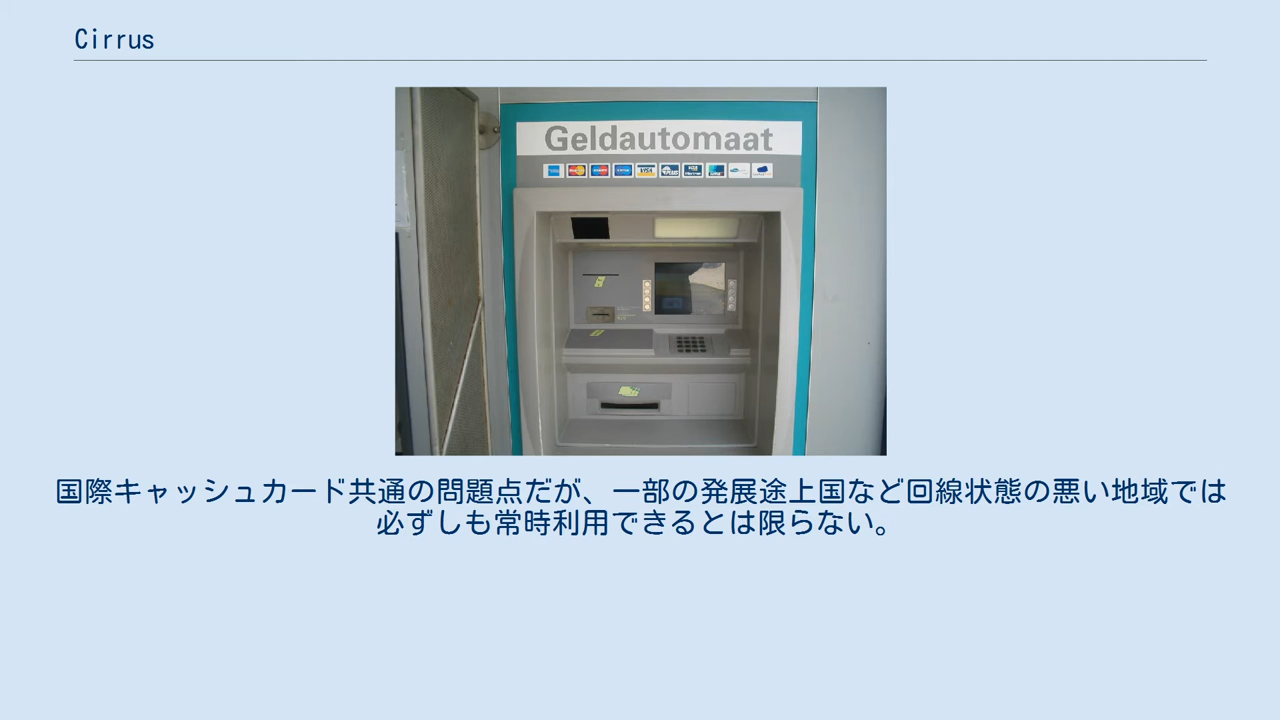 Cirrus
Geldautomaat
VISA
国際キャッシュカード共通の問題点だが、一部の発展途上国など回線状態の悪い地域では
必ずしも常時利用できるとは限らない。